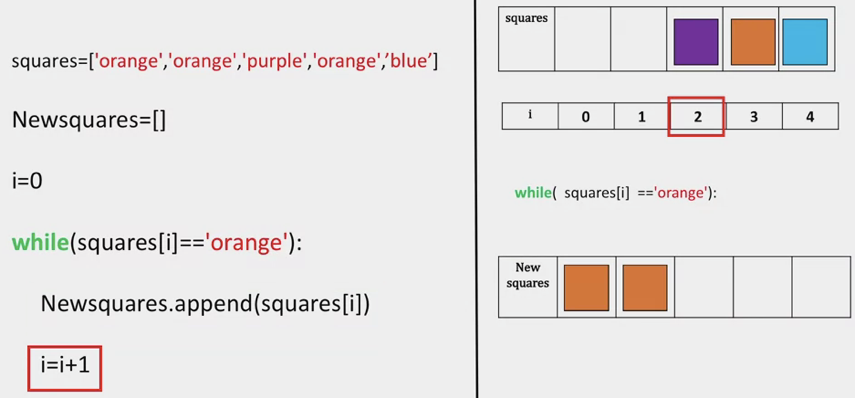 squares=['orange','orange','purple','orange','blue’]
Newsquares=[]
i=0
while(squares[i]=='orange'):
Newsquares.append(squares[i])
i=i+1
squares
i 0 1 2 3 4
while( squares[i] =='orange'):
New
squares